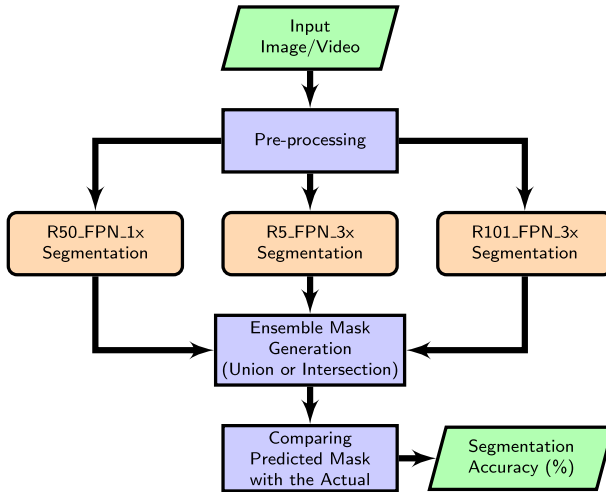 Input
Image/Video
Pre-processing
R50_FPN_1x
Segmentation
R5_FPN_3x
Segmentation
R101_FPN_3x
Segmentation
Ensemble Mask
Generation
(Union or Intersection)
Comparing
Predicted Mask
with the Actual
Segmentation
Accuracy (%)